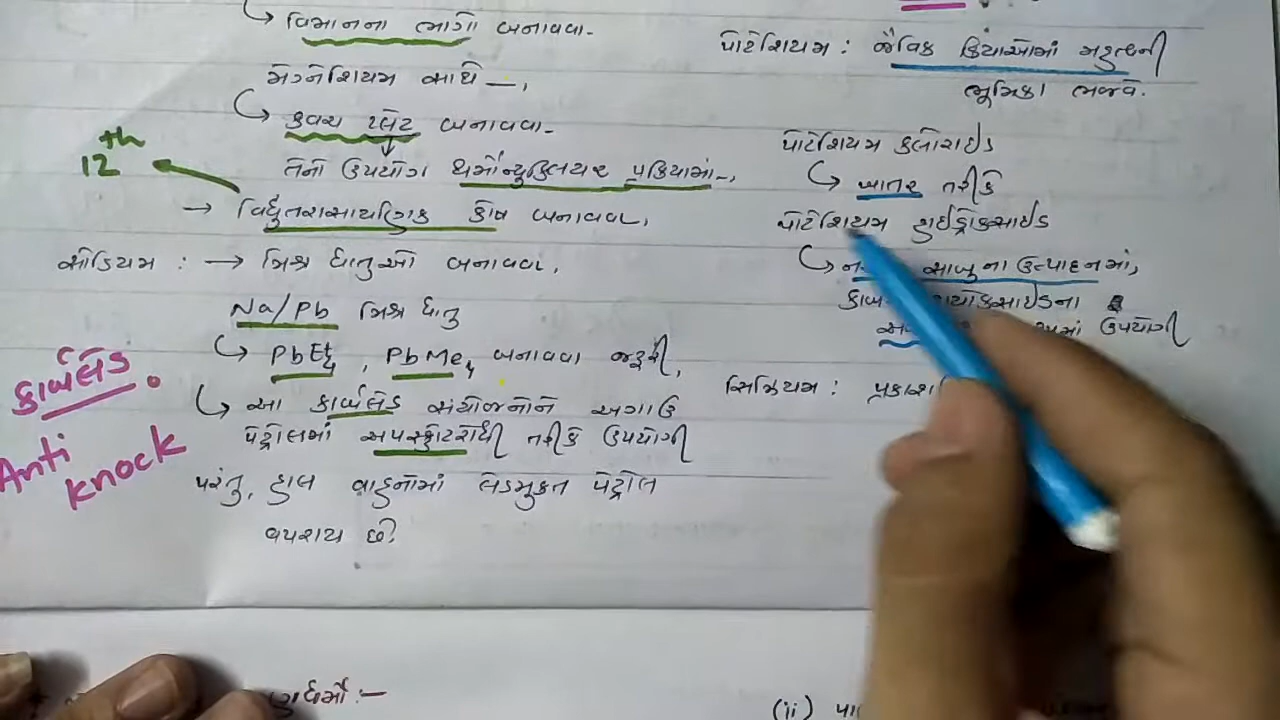 વિમાનના ભાગો બનાવવા.
મેગ્નેશિયમ સાથે —,
કવચ પ્લેટ બનાવવા.
12th
તેનો ઉપયોગ થર્મોન્યુક્લિયર પ્રક્રિયામાં —,
→ વિદ્યુતરાસાયણિક કોષ બનાવવા,
સોડિયમ : → મિશ્ર ધાતુઓ બનાવવા,
Na/Pb મિશ્ર ધાતુ
PbEt4 , PbMe4 બનાવવા જરૂરી,
આ કાર્બલેડ સંયોજનોને અગાઉ
પેટ્રોલમાં અપસ્ફોટરોધી તરીકે ઉપયોગી
પરંતુ, હાલ વાહનોમાં લેડમુક્ત પેટ્રોલ
વપરાય છે.
કાર્બલેડ.
Anti
knock
પોટેશિયમ : જૈવિક ક્રિયાઓમાં મહત્વની
ભૂમિકા ભજવે.
પોટેશિયમ ક્લોરાઇડ
ખાતર તરીકે
પોટેશિયમ હાઇડ્રોક્સાઇડ
સાબુના ઉત્પાદનમાં,
ઉપયોગી
સિઝિયમ :
(ii)